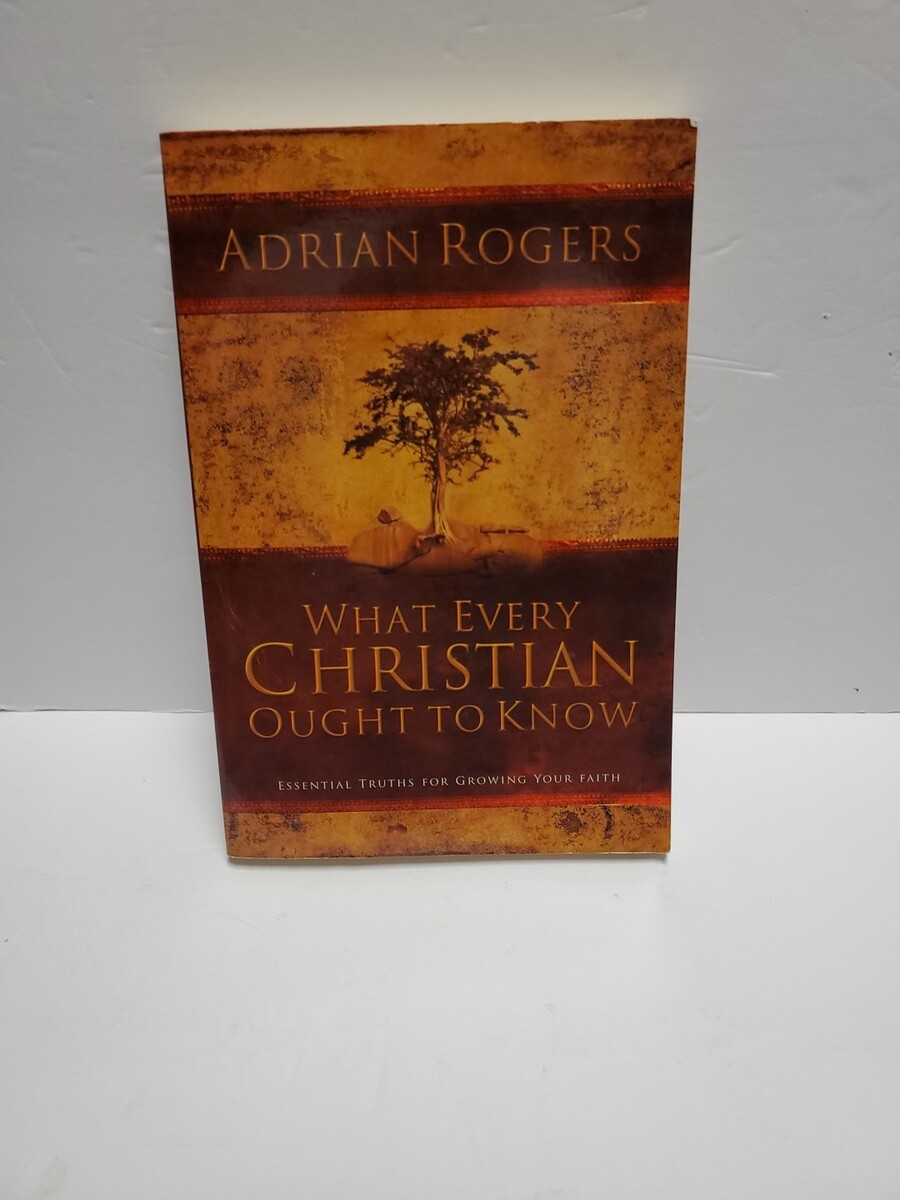 ADRIAN ROGERS
WHAT EVERY
CHRISTIAN
OUGHT TO KNOW
ESSENTIAL TRUTHS FOR GROWING YOUR FAITH